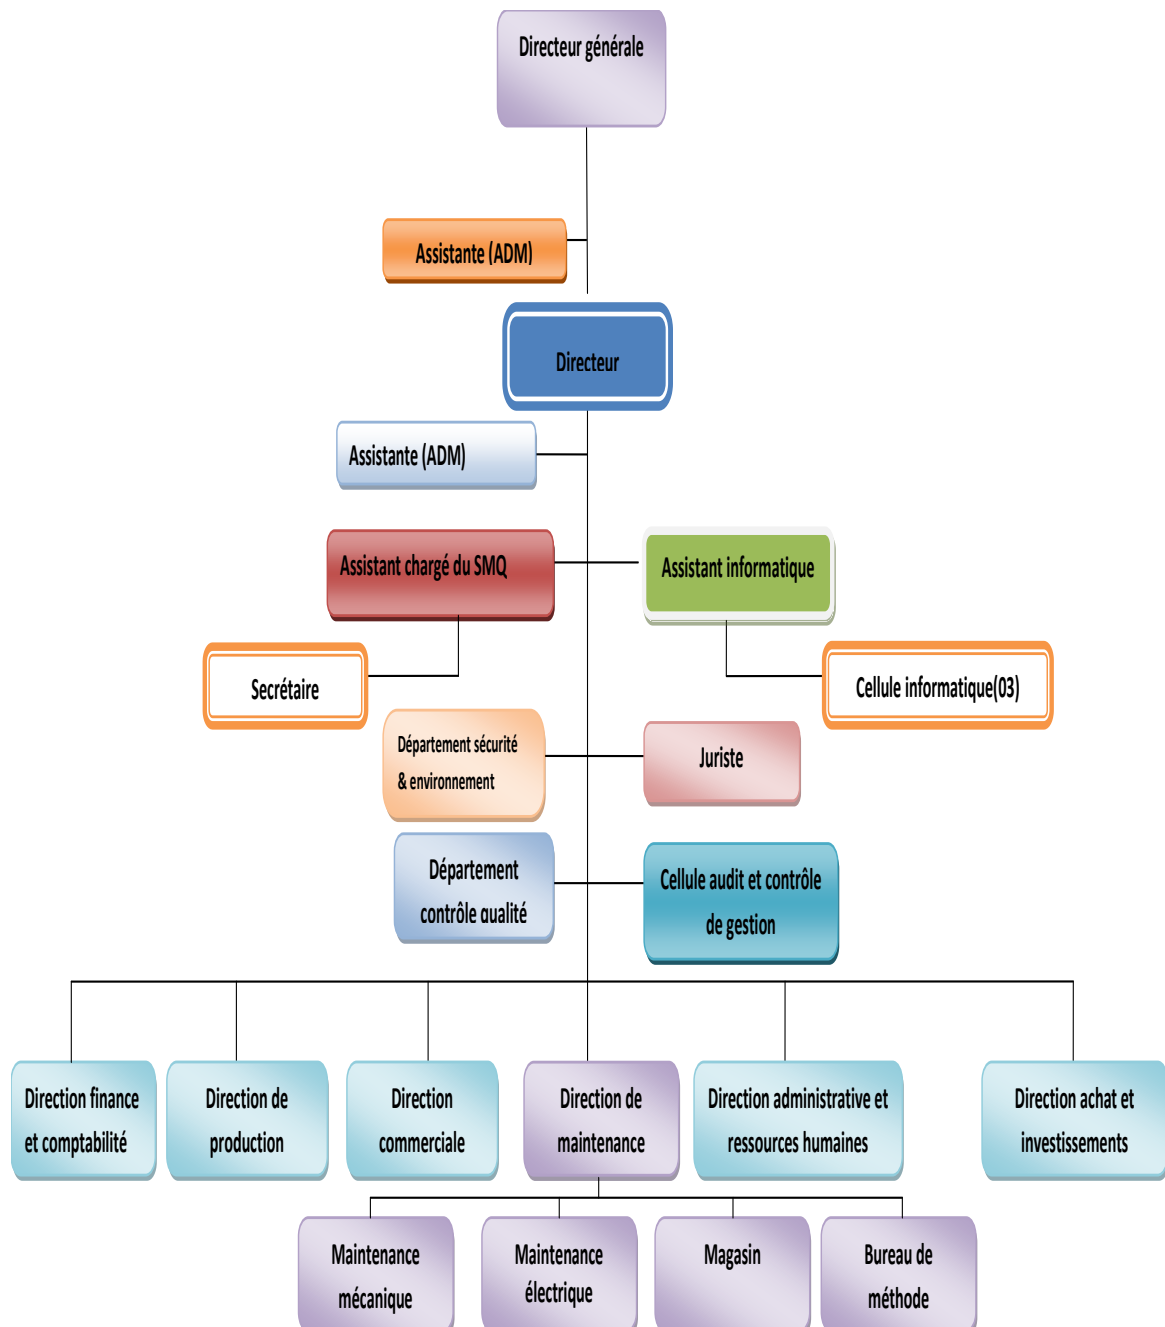 Directeur générale
Assistante (ADM)
Directeur
Assistante (ADM)
Assistant chargé du SMQ
Assistant informatique
Secrétaire
Cellule informatique(03)
Département sécurité
& environnement
Juriste
Département
contrôle qualité
Cellule audit et contrôle
de gestion
Direction finance
et comptabilité
Direction de
production
Direction
commerciale
Direction de
maintenance
Direction administrative et
ressources humaines
Direction achat et
investissements
Maintenance
mécanique
Maintenance
électrique
Magasin
Bureau de
méthode